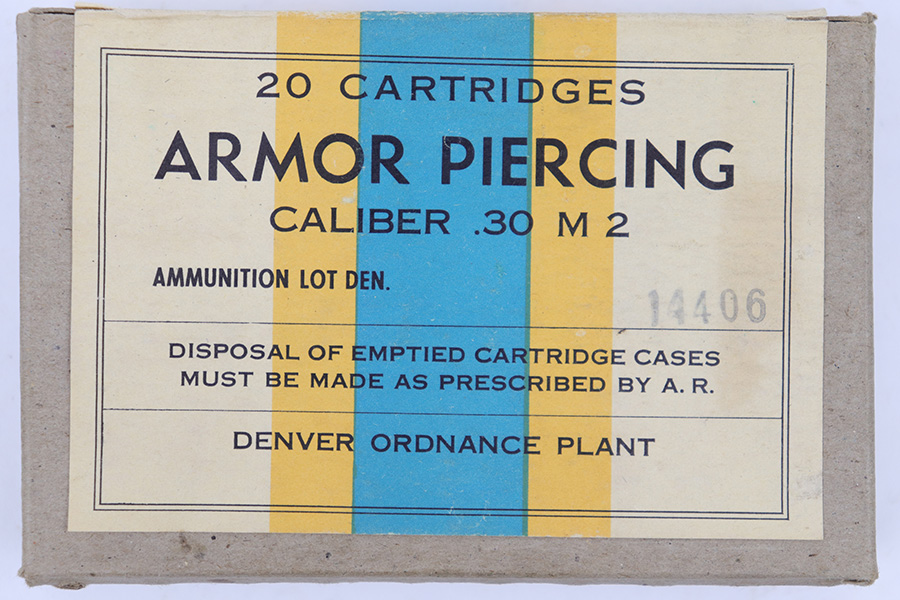 20 CARTRIDGES
ARMOR PIERCING
CALIBER .30 M 2
AMMUNITION LOT DEN.
14406
DISPOSAL OF EMPTIED CARTRIDGE CASES
MUST BE MADE AS PRESCRIBED BY A. R.
DENVER ORDNANCE PLANT